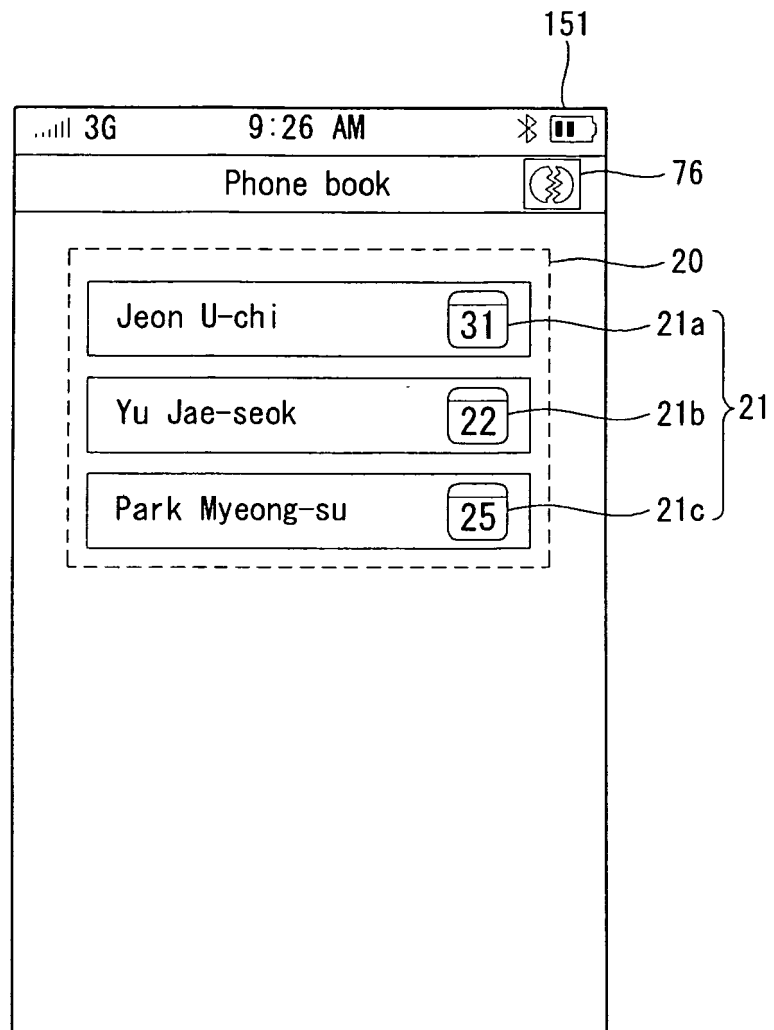 151
3G 9:26 AM
Phone book 76
20
Jeon U-chi 31 21a
Yu Jae-seok 22 21b 21
Park Myeong-su 25 21c